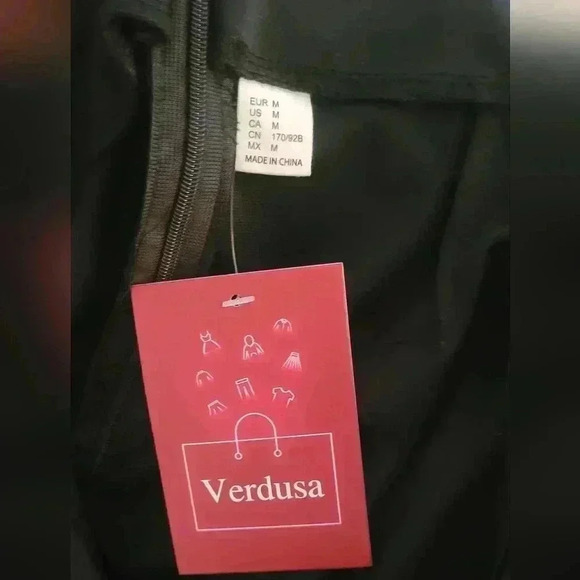 EUR M
US M
CA M
CN 170/92B
MX M
MADE IN CHINA
Verdusa